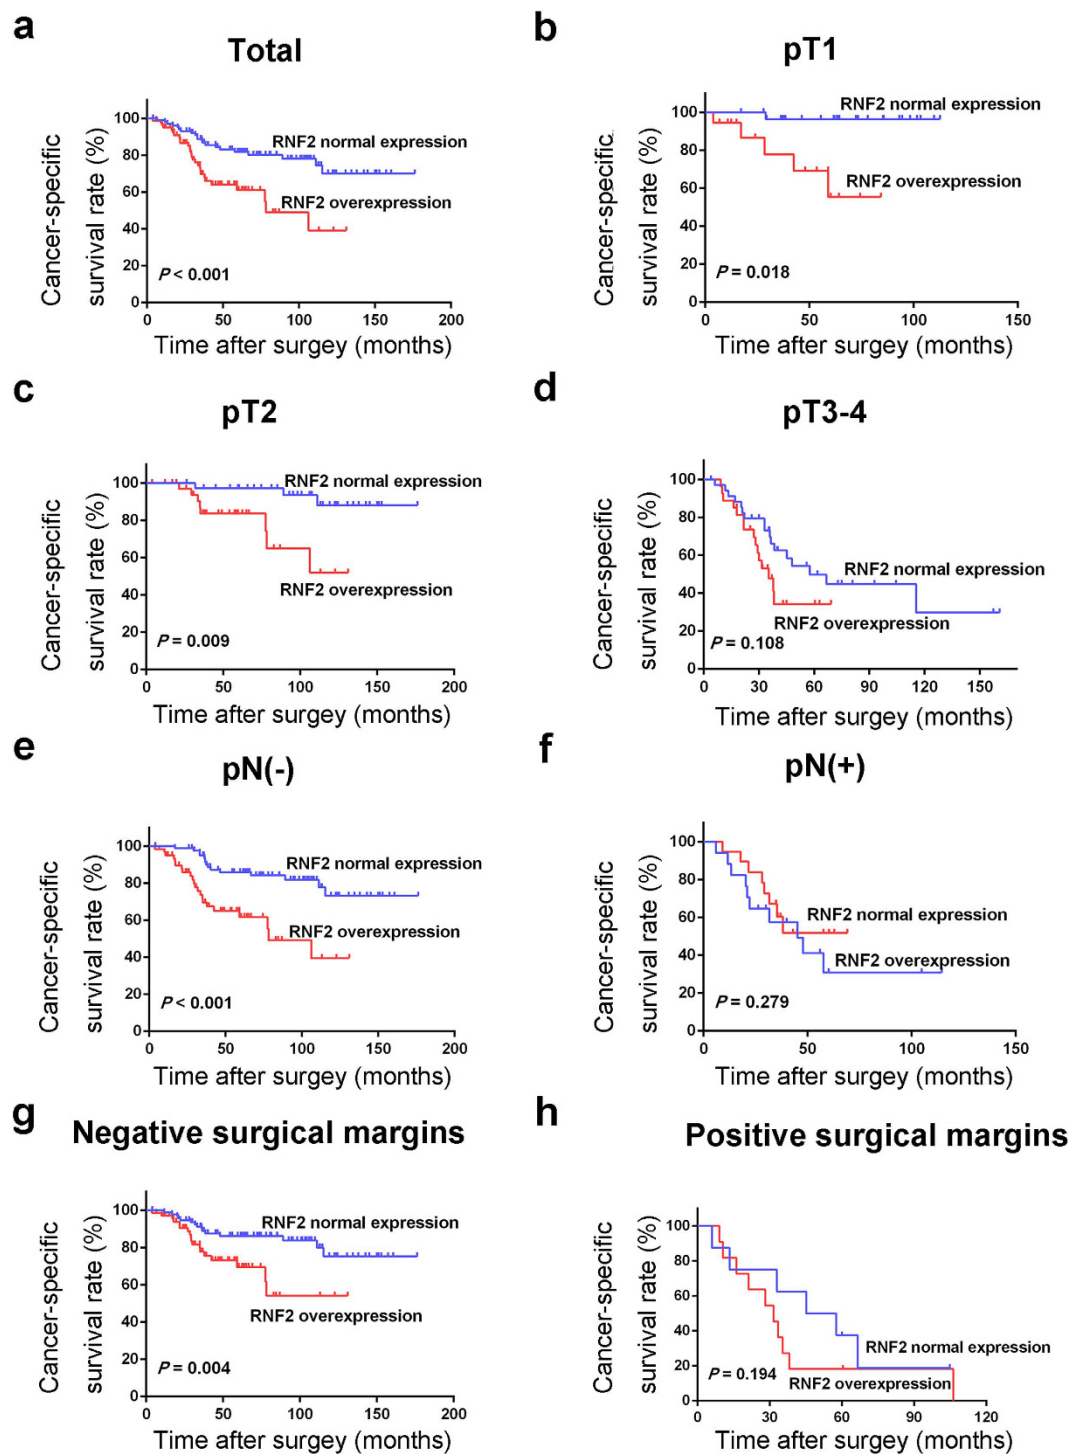 a
Total
Cancer-specific
survival rate (%)
100
80
60
40
20
0
RNF2 normal expression
RNF2 overexpression
P < 0.001
0 50 100 150 200
Time after surgey (months)
b
pT1
Cancer-specific
survival rate (%)
100
80
60
40
20
0
RNF2 normal expression
RNF2 overexpression
P = 0.018
0 50 100 150
Time after surgey (months)
c
pT2
Cancer-specific
survival rate (%)
100
80
60
40
20
0
RNF2 normal expression
RNF2 overexpression
P = 0.009
0 50 100 150 200
Time after surgey (months)
d
pT3-4
Cancer-specific
survival rate (%)
100
80
60
40
20
0
RNF2 normal expression
RNF2 overexpression
P = 0.108
0 30 60 90 120 150
Time after surgey (months)
e
pN(-)
Cancer-specific
survival rate (%)
100
80
60
40
20
0
RNF2 normal expression
RNF2 overexpression
P < 0.001
0 50 100 150 200
Time after surgey (months)
f
pN(+)
Cancer-specific
survival rate (%)
100
80
60
40
20
0
RNF2 normal expression
RNF2 overexpression
P = 0.279
0 50 100 150
Time after surgey (months)
g
Negative surgical margins
Cancer-specific
survival rate (%)
100
80
60
40
20
0
RNF2 normal expression
RNF2 overexpression
P = 0.004
0 50 100 150 200
Time after surgey (months)
h
Positive surgical margins
Cancer-specific
survival rate (%)
100
80
60
40
20
0
RNF2 normal expression
RNF2 overexpression
P = 0.194
0 30 60 90 120
Time after surgey (months)